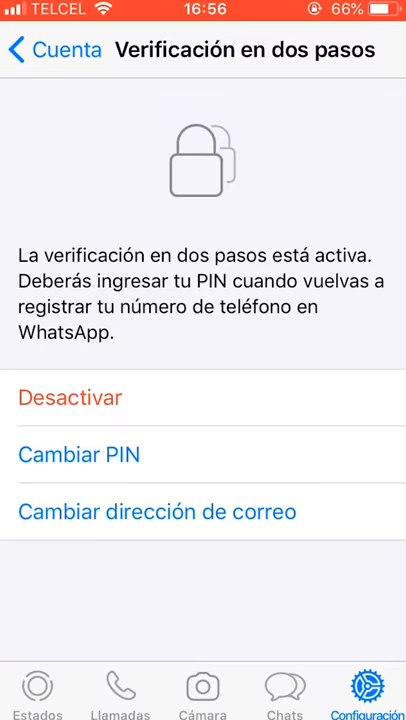 TELCEL 16:56 66%
Cuenta Verificación en dos pasos
La verificación en dos pasos está activa.
Deberás ingresar tu PIN cuando vuelvas a
registrar tu número de teléfono en
WhatsApp.
Desactivar
Cambiar PIN
Cambiar dirección de correo
Estados Llamadas Cámara Chats Configuración